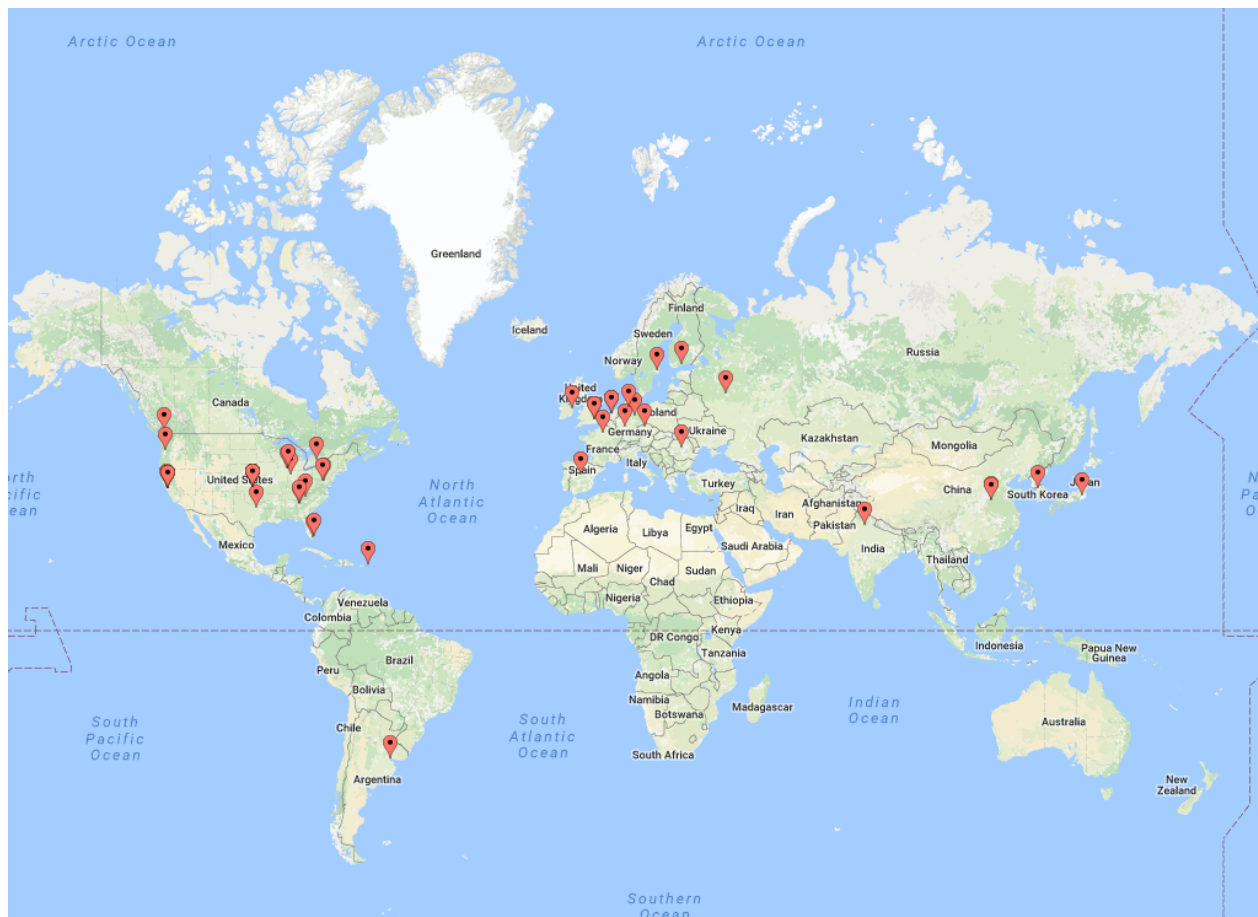 Arctic Ocean
Arctic Ocean
Greenland
Iceland
Finland
Sweden
Norway
Russia
Canada
United
Kingdom
Poland
Germany
Ukraine
France
Kazakhstan
Mongolia
Italy
Spain
United States
Turkey
North
Atlantic
Ocean
China
South Korea
Japan
Afghanistan
Iraq
Iran
Pakistan
Algeria
Libya
Egypt
Mexico
Saudi Arabia
India
Thailand
Mali
Niger
Chad
Sudan
Nigeria
Ethiopia
Venezuela
Colombia
DR Congo
Kenya
Tanzania
Indonesia
Papua New
Guinea
Peru
Brazil
Bolivia
Angola
Namibia
Botswana
Madagascar
Indian
Ocean
South
Pacific
Ocean
Chile
South
Atlantic
Ocean
Australia
South Africa
Argentina
New
Zealand
Southern
Ocean